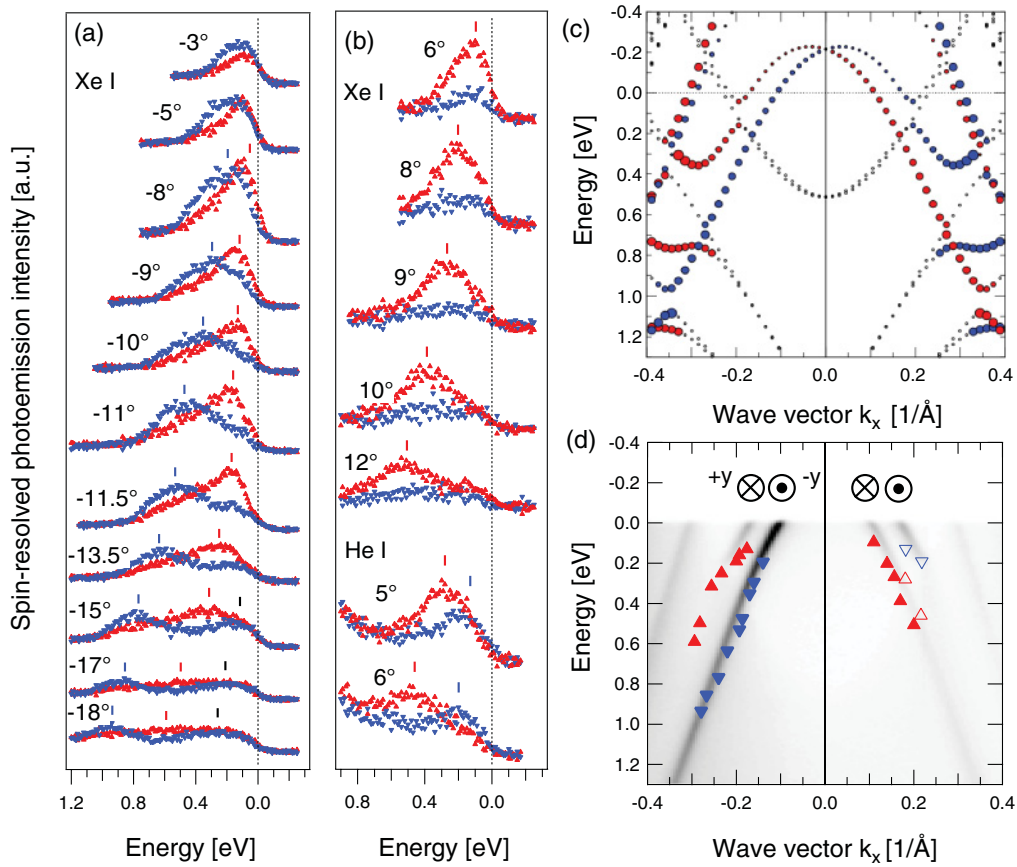 (a)
Xe I
-3°
-5°
-8°
-9°
-10°
-11°
-11.5°
-13.5°
-15°
-17°
-18°
1.2 0.8 0.4 0.0
Energy [eV]
Spin-resolved photoemission intensity [a.u.]
(b)
Xe I
6°
8°
9°
10°
12°
He I
5°
6°
0.8 0.4 0.0
Energy [eV]
(c)
-0.4
-0.2
0.0
0.2
0.4
0.6
0.8
1.0
1.2
Energy [eV]
-0.4 -0.2 0.0 0.2 0.4
Wave vector kₓ [1/Å]
(d)
-0.4
-0.2
0.0
0.2
0.4
0.6
0.8
1.0
1.2
Energy [eV]
+y -y
-0.4 -0.2 0.0 0.2 0.4
Wave vector kₓ [1/Å]